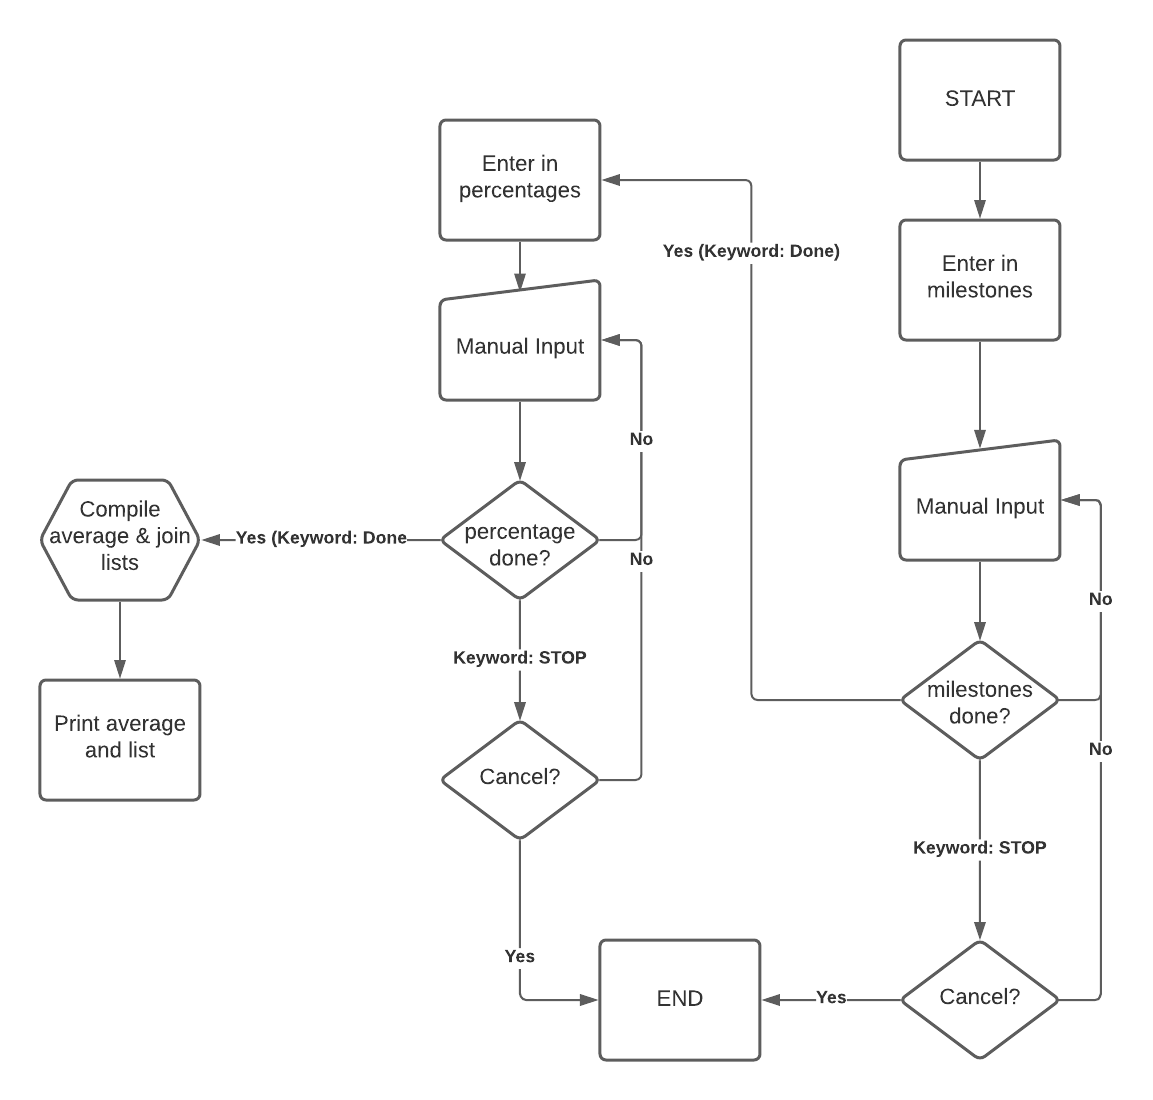 START
Enter in
milestones
Manual Input
No
milestones
done?
No
Keyword: STOP
Cancel?
Yes
END
Yes (Keyword: Done)
Enter in
percentages
Manual Input
No
percentage
done?
No
Keyword: STOP
Cancel?
Yes
Yes (Keyword: Done
Compile
average & join
lists
Print average
and list